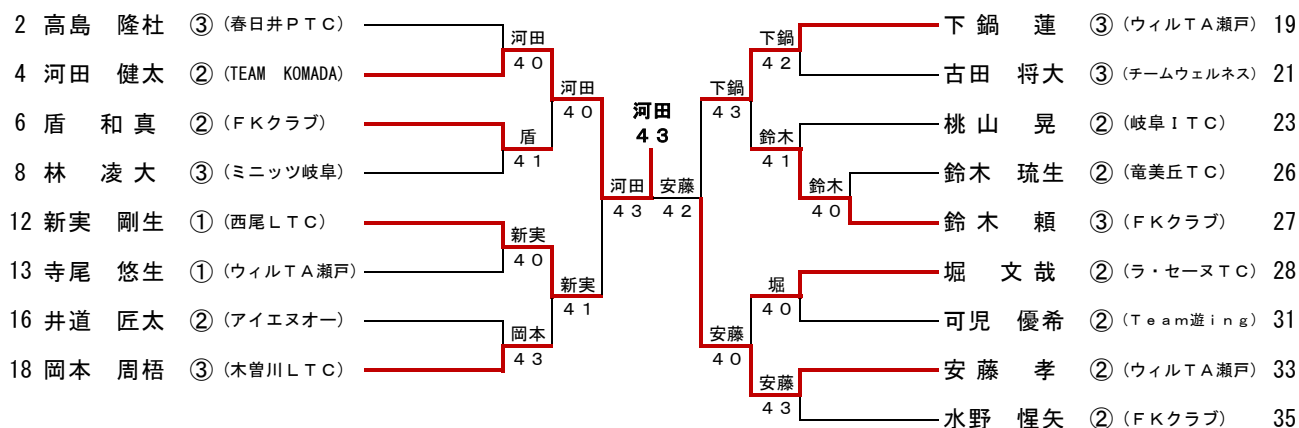 2 高島 隆杜 ③ (春日井ＰＴＣ)
4 河田 健太 ② (TEAM KOMADA)
6 盾 和真 ② (ＦＫクラブ)
8 林 凌大 ③ (ミニッツ岐阜)
12 新実 剛生 ① (西尾ＬＴＣ)
13 寺尾 悠生 ① (ウィルＴＡ瀬戸)
16 井道 匠太 ② (アイエヌオー)
18 岡本 周梧 ③ (木曽川ＬＴＣ)
河田
４０
盾
４１
新実
４０
岡本
４３
河田
４０
新実
４１
河田
４３
河田
４３
安藤
４２
下鍋
４３
安藤
４０
下鍋
４２
鈴木
４１
鈴木
４０
堀
４０
安藤
４３
下鍋 蓮 ③ (ウィルＴＡ瀬戸) 19
古田 将大 ③ (チームウェルネス) 21
桃山 晃 ② (岐阜ＩＴＣ) 23
鈴木 琉生 ② (竜美丘ＴＣ) 26
鈴木 頼 ③ (ＦＫクラブ) 27
堀 文哉 ② (ラ・セーヌＴＣ) 28
可児 優希 ② (Ｔｅａｍ遊ｉｎｇ) 31
安藤 孝 ② (ウィルＴＡ瀬戸) 33
水野 惺矢 ② (ＦＫクラブ) 35